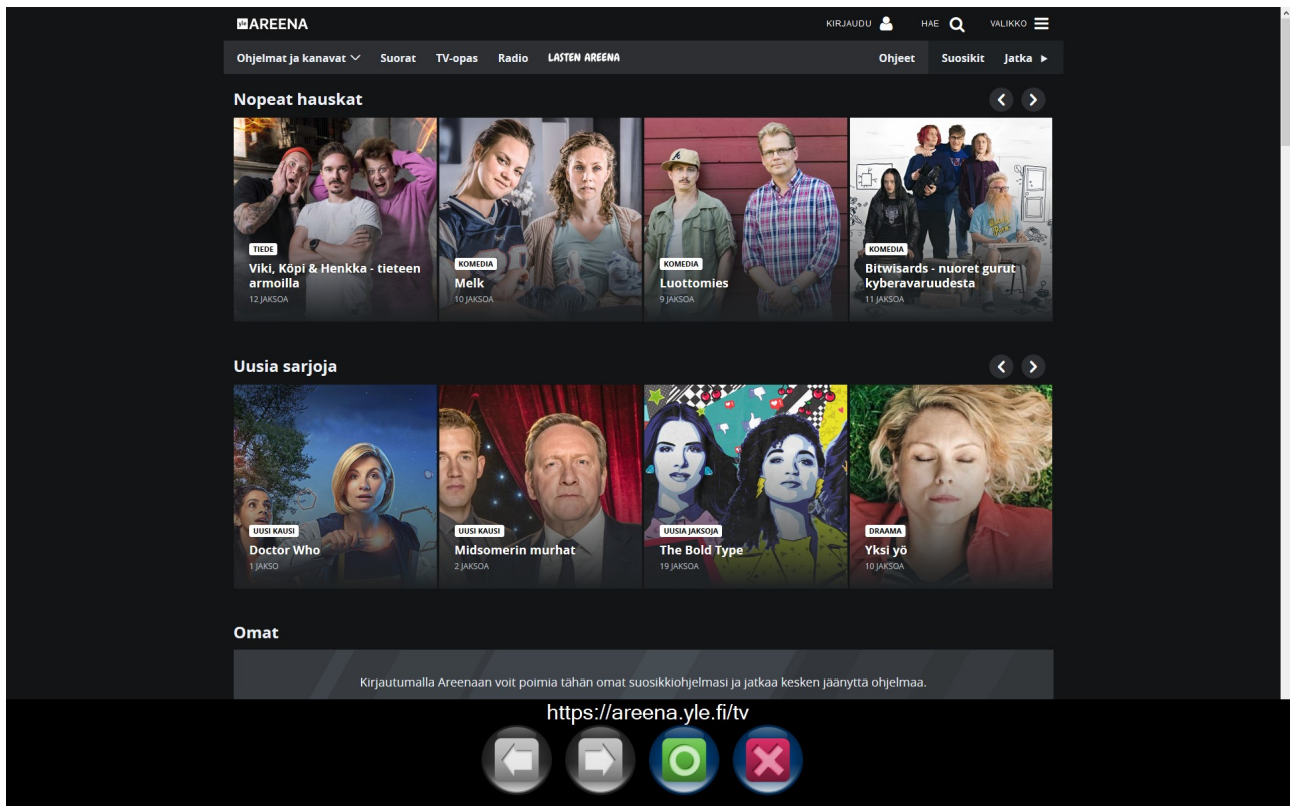 yle AREENA
KIRJAUDU
HAE
VALIKKO
Ohjelmat ja kanavat
Suorat
TV-opas
Radio
LASTEN AREENA
Ohjeet
Suosikit
Jatka
Nopeat hauskat
TIEDE
Viki, Köpi & Henkka - tieteen
armoilla
12 JAKSOA
KOMEDIA
Melk
10 JAKSOA
KOMEDIA
Luottomies
9 JAKSOA
KOMEDIA
Bitwisards - nuoret gurut
kyberavaruudesta
11 JAKSOA
Uusia sarjoja
UUSI KAUSI
Doctor Who
1 JAKSO
UUSI KAUSI
Midsomerin murhat
2 JAKSOA
UUSIA JAKSOJA
The Bold Type
19 JAKSOA
DRAAMA
Yksi yö
10 JAKSOA
Omat
Kirjautumalla Areenaan voit poimia tähän omat suosikkiohjelmasi ja jatkaa kesken jäänyttä ohjelmaa.
https://areena.yle.fi/tv